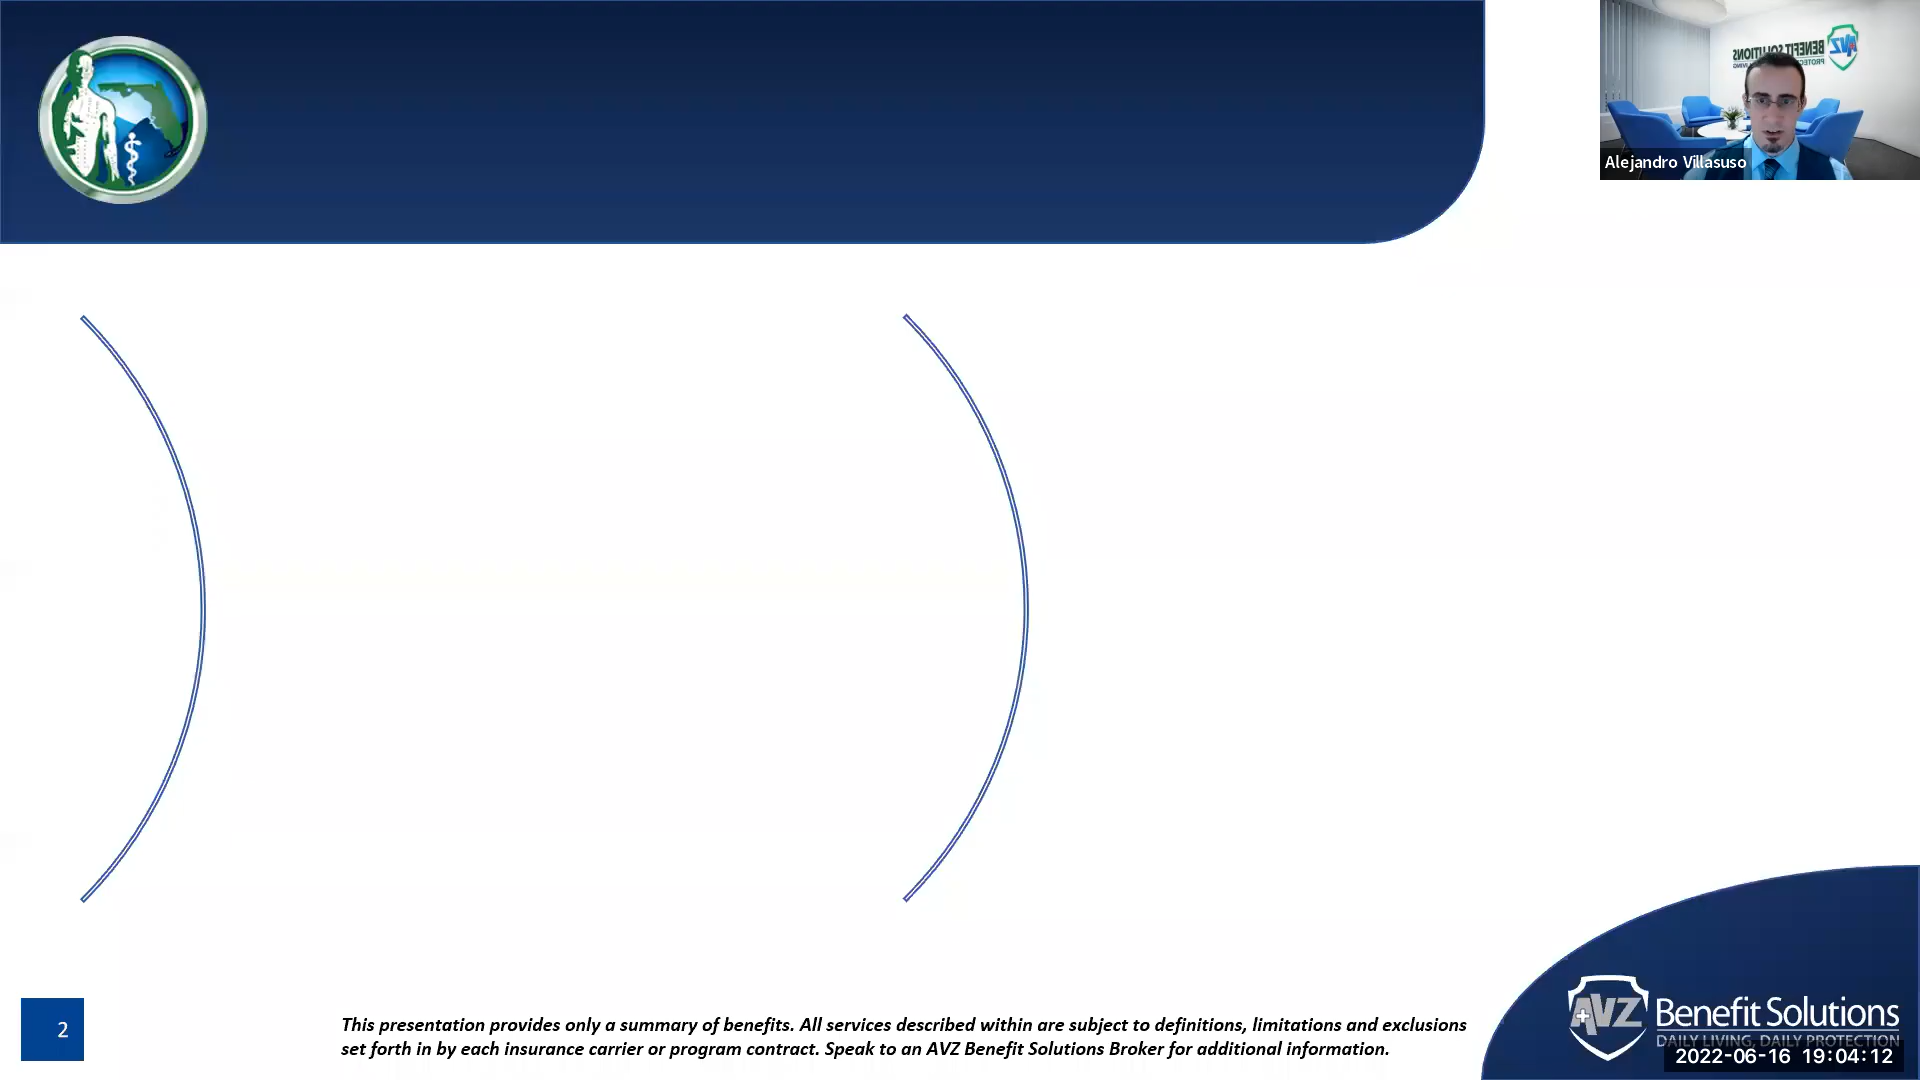 BENEFIT SOLUTIONS
Alejandro Villasuso
2
This presentation provides only a summary of benefits. All services described within are subject to definitions, limitations and exclusions
set forth in by each insurance carrier or program contract. Speak to an AVZ Benefit Solutions Broker for additional information.
AVZ
Benefit Solutions
DAILY LIVING, DAILY PROTECTION
2022-06-16 19:04:12